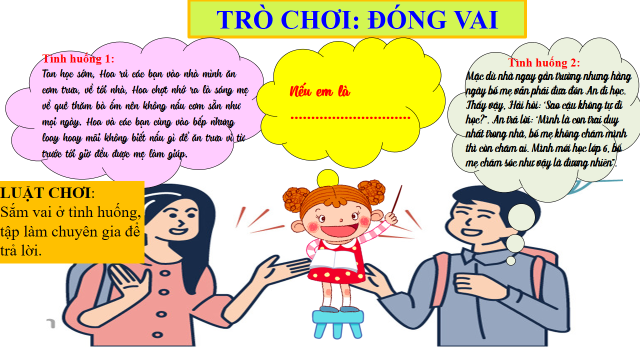 TRÒ CHƠI: ĐÓNG VAI
Tình huống 1:
Tan học sớm, Hoa rủ các bạn vào nhà mình ăn
cơm trưa, về tới nhà, Hoa chợt nhớ ra là sáng mẹ
về quê thăm bà ốm nên không nấu cơm sẵn như
mọi ngày. Hoa và các bạn cùng vào bếp nhưng
loay hoay mãi không biết nấu gì để ăn trưa vì từ
trước tới giờ đều được mẹ làm giúp.
Nếu em là
................................
Tình huống 2:
Mặc dù nhà ngay gần trường nhưng hàng
ngày bố mẹ vẫn phải đưa đón An đi học.
Thấy vậy, Hải hỏi: "Sao cậu không tự đi
học?". An trả lời: "Mình là con trai duy
nhất trong nhà, bố mẹ không chăm mình
thì còn chăm ai. Mình mới học lớp 6, bố
mẹ chăm sóc như vậy là đương nhiên".
LUẬT CHƠI:
Sắm vai ở tình huống,
tập làm chuyên gia để
trả lời.